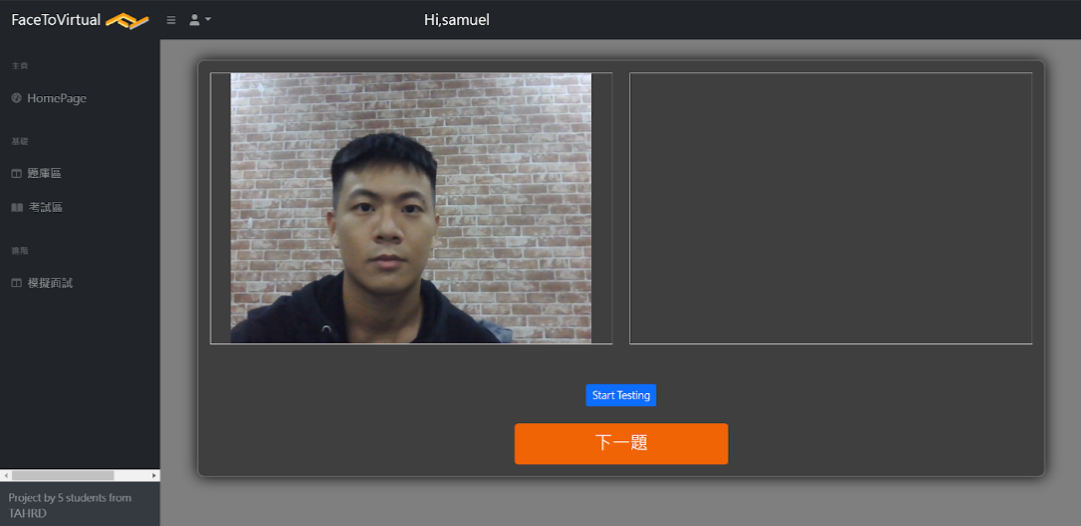 FaceToVirtual
Hi,samuel
主頁
HomePage
基礎
題庫區
考試區
進階
模擬面試
Start Testing
下一題
Project by 5 students from
TAHRD